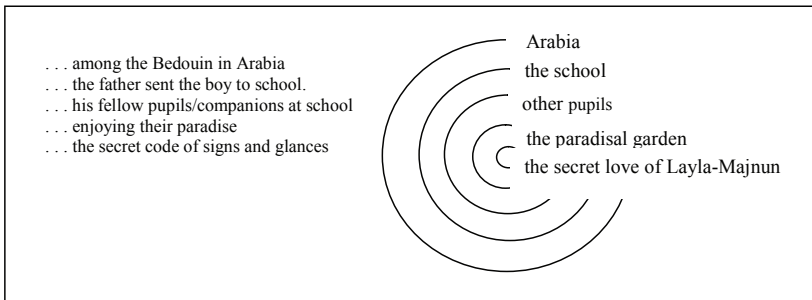 . . . among the Bedouin in Arabia
. . . the father sent the boy to school.
. . . his fellow pupils/companions at school
. . . enjoying their paradise
. . . the secret code of signs and glances
Arabia
the school
other pupils
the paradisal garden
the secret love of Layla-Majnun